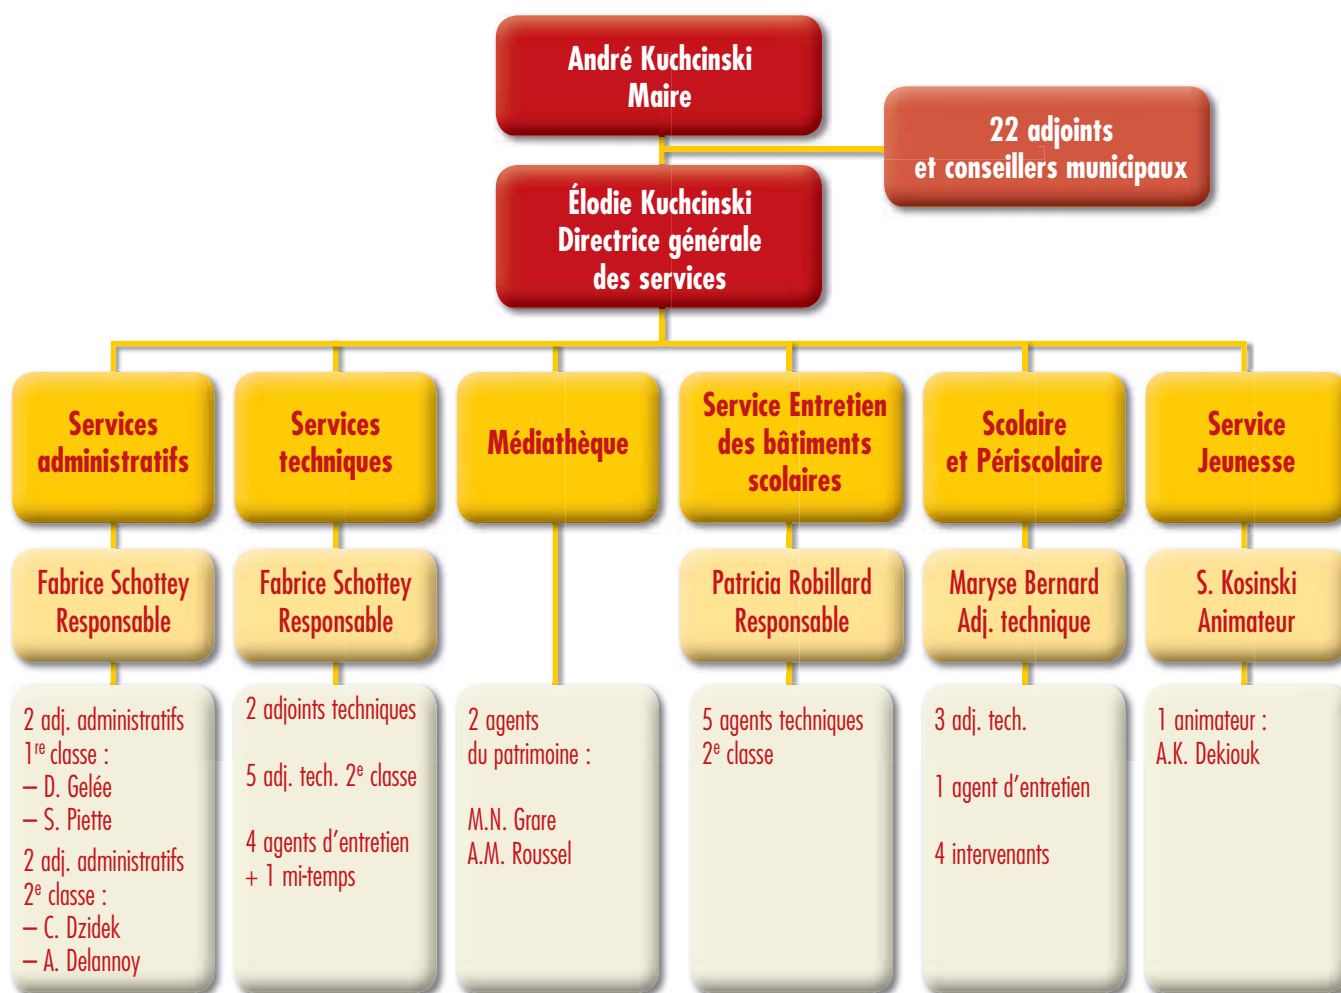 André Kuchcinski
Maire
22 adjoints
et conseillers municipaux
Élodie Kuchcinski
Directrice générale
des services
Services
administratifs
Services
techniques
Médiathèque
Service Entretien
des bâtiments
scolaires
Scolaire
et Périscolaire
Service
Jeunesse
Fabrice Schottey
Responsable
Fabrice Schottey
Responsable
Patricia Robillard
Responsable
Maryse Bernard
Adj. technique
S. Kosinski
Animateur
2 adj. administratifs
1re classe :
– D. Gelée
– S. Piette
2 adj. administratifs
2e classe :
– C. Dzidek
– A. Delannoy
2 adjoints techniques
5 adj. tech. 2e classe
4 agents d’entretien
+ 1 mi-temps
2 agents
du patrimoine :
M.N. Grare
A.M. Roussel
5 agents techniques
2e classe
3 adj. tech.
1 agent d’entretien
4 intervenants
1 animateur :
A.K. Dekiouk